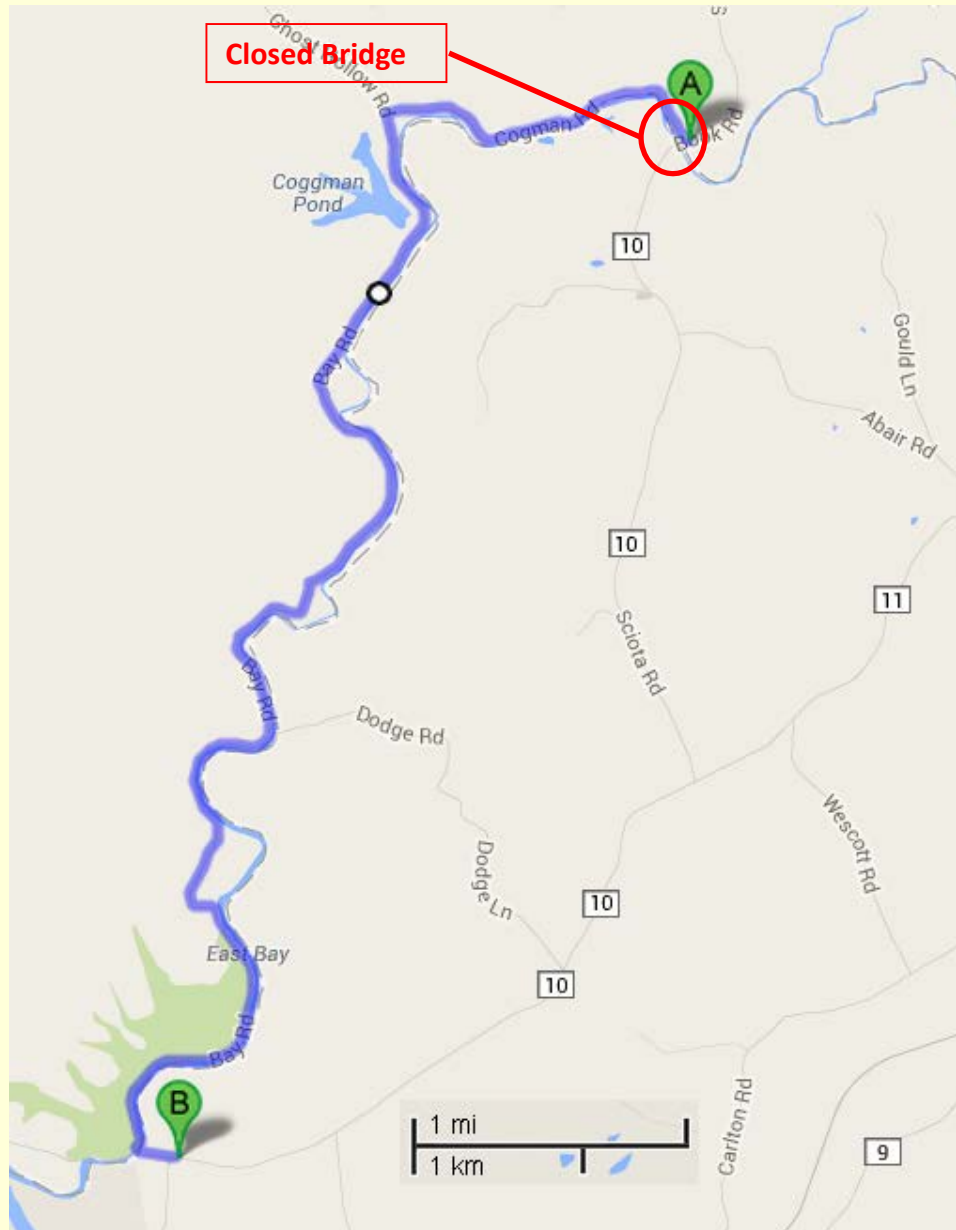 Closed Bridge
Ghost Hollow Rd
S
A
Cogman Rd
Book Rd
Coggman
Pond
10
Bay Rd
Gould Ln
Abair Rd
10
11
Sciota Rd
Bay Rd
Dodge Rd
Wescott Rd
Dodge Ln
10
East Bay
10
Bay Rd
B
1 mi
1 km
Carlton Rd
9